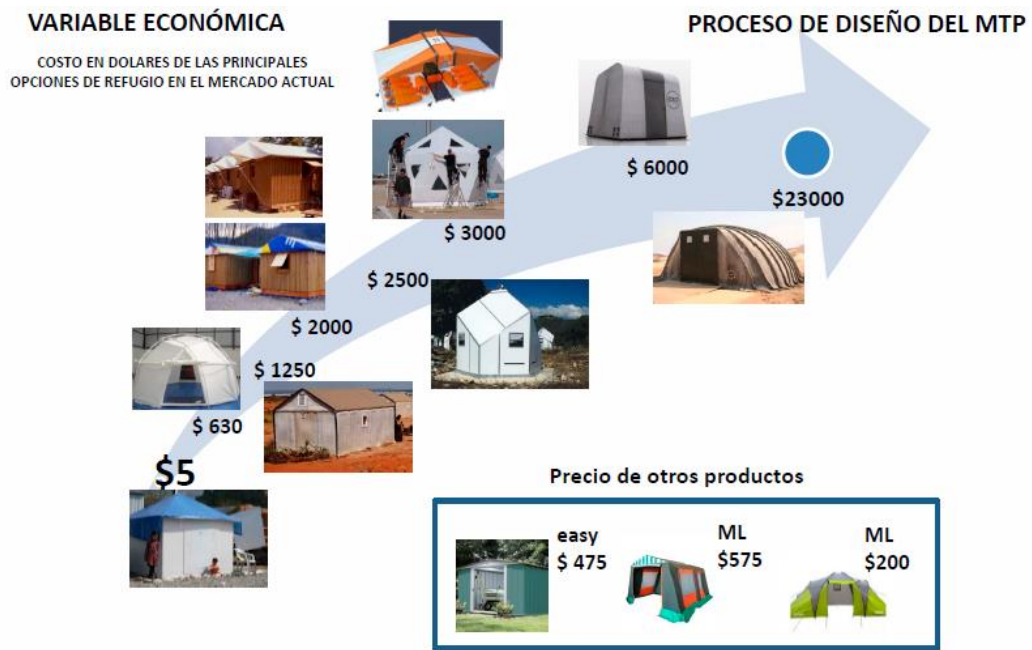 VARIABLE ECONÓMICA
COSTO EN DOLARES DE LAS PRINCIPALES
OPCIONES DE REFUGIO EN EL MERCADO ACTUAL
PROCESO DE DISEÑO DEL MTP
$ 6000
$23000
$ 3000
$ 2500
$ 2000
$ 1250
$ 630
$5
Precio de otros productos
easy
$ 475
ML
$575
ML
$200